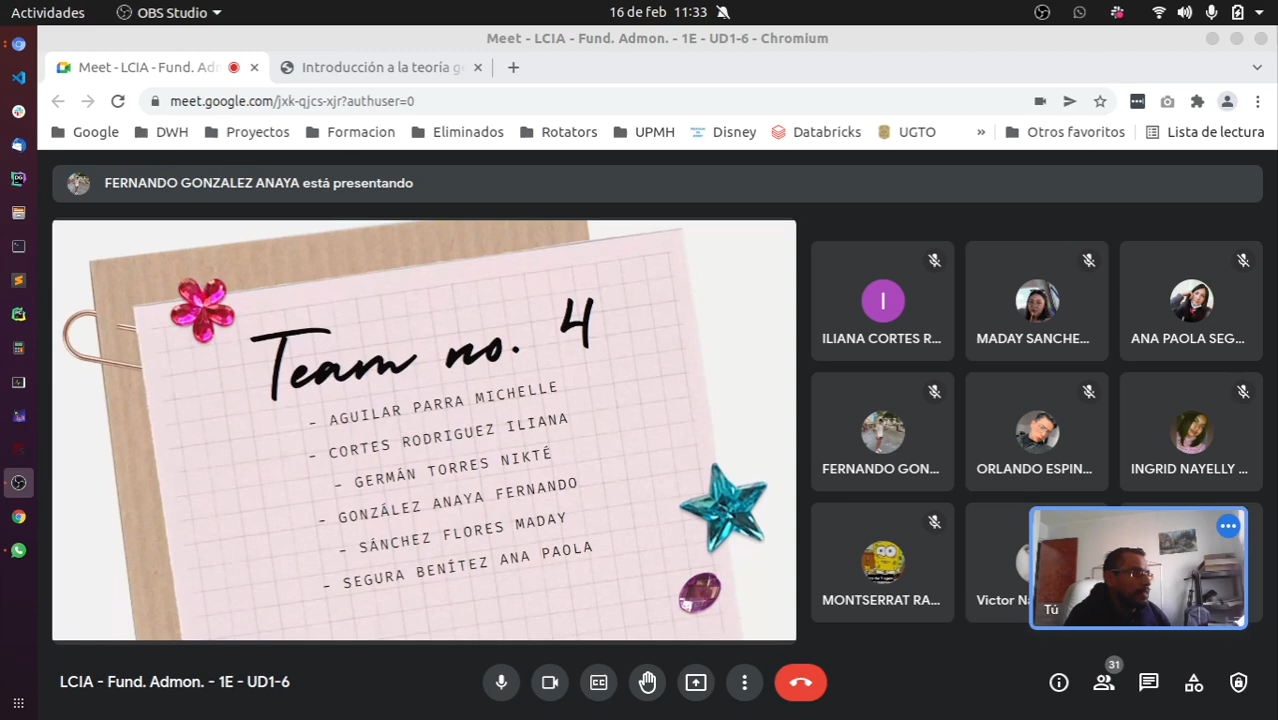 Actividades
OBS Studio
16 de feb 11:33
Meet - LCIA - Fund. Admon. - 1E - UD1-6 - Chromium
Meet - LCIA - Fund. Adm
Introducción a la teoría ge
meet.google.com/jxk-qjcs-xjr?authuser=0
Google
DWH
Proyectos
Formacion
Eliminados
Rotators
UPMH
Disney
Databricks
UGTO
»
Otros favoritos
Lista de lectura
FERNANDO GONZALEZ ANAYA está presentando
Team no. 4
- AGUILAR PARRA MICHELLE
- CORTES RODRIGUEZ ILIANA
- GERMÁN TORRES NIKTÉ
- GONZÁLEZ ANAYA FERNANDO
- SÁNCHEZ FLORES MADAY
- SEGURA BENÍTEZ ANA PAOLA
I
ILIANA CORTES R...
MADAY SANCHE...
ANA PAOLA SEG...
FERNANDO GON...
ORLANDO ESPIN...
INGRID NAYELLY ...
MONTSERRAT RA...
Victor Na
Tú
LCIA - Fund. Admon. - 1E - UD1-6
31